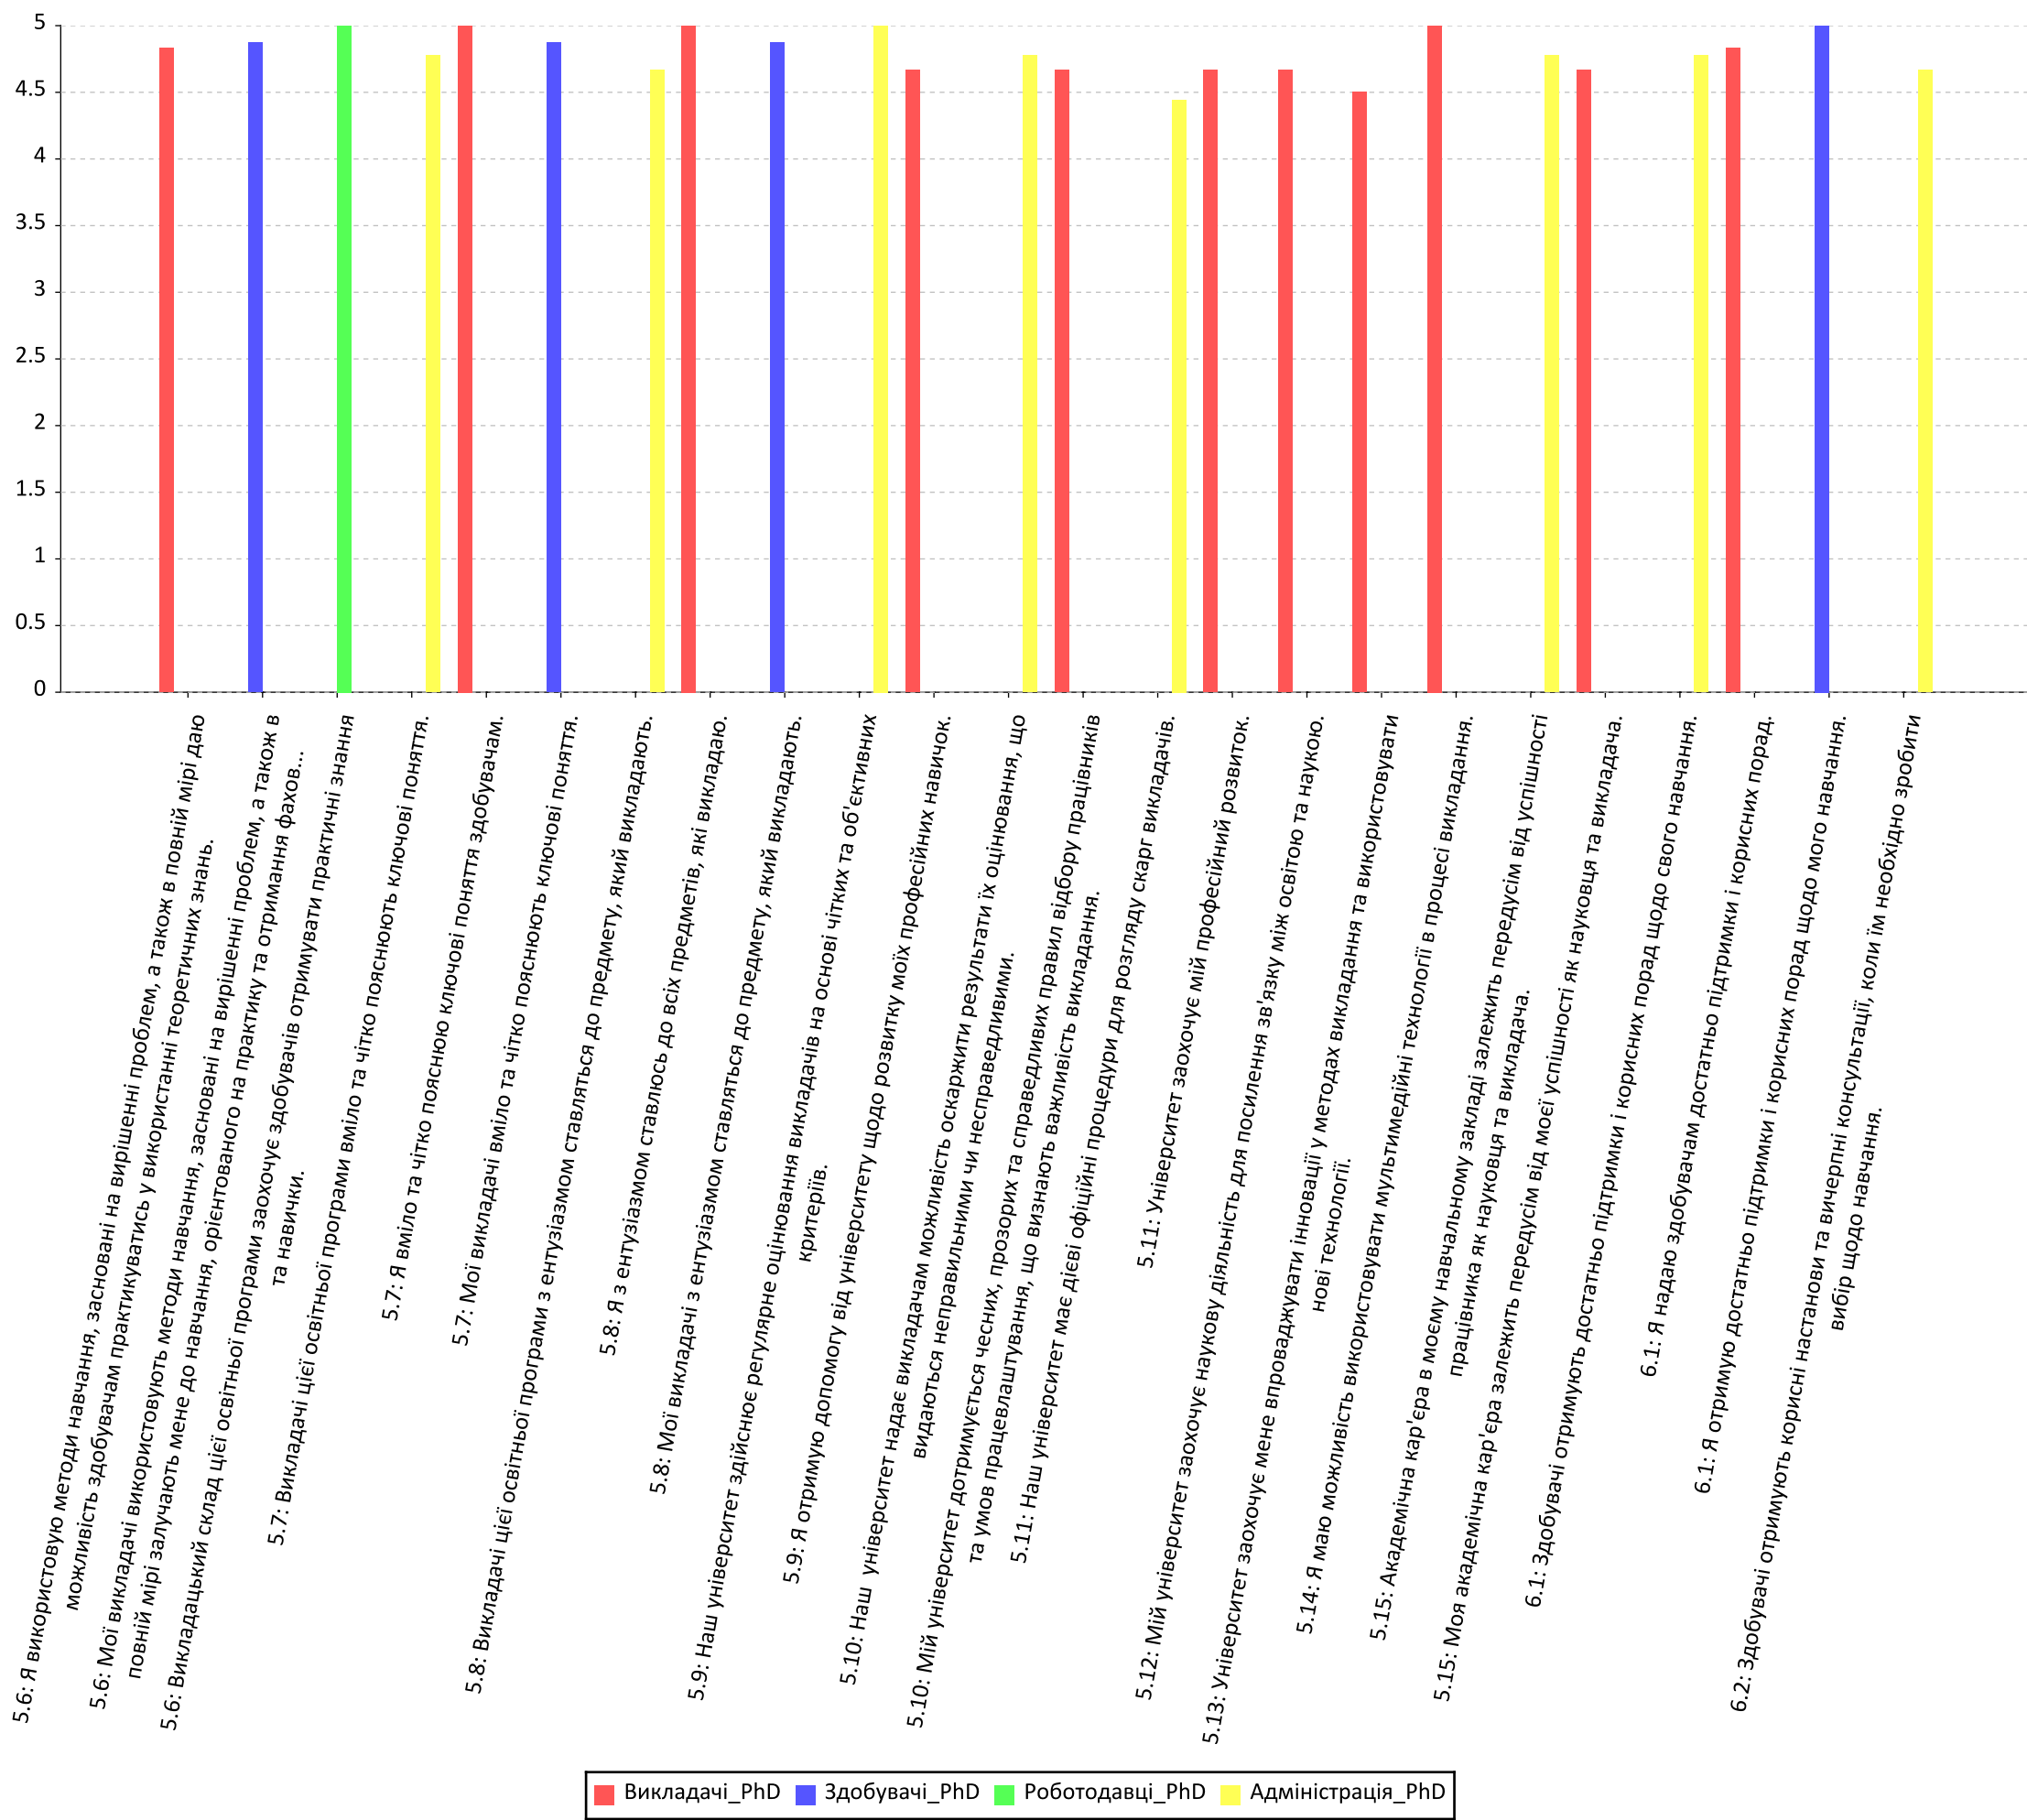 5
4.5
4
3.5
3
2.5
2
1.5
1
0.5
0
5.6: Я використовую методи навчання, засновані на вирішенні проблем, а також в повній мірі даю
можливість здобувачам практикуватись у використанні теоретичних знань.
5.6: Мої викладачі використовують методи навчання, засновані на вирішенні проблем, а також в
повній мірі залучають мене до навчання, орієнтованого на практику та отримання фахов...
5.6: Викладацький склад цієї освітньої програми заохочує здобувачів отримувати практичні знання
та навички.
5.7: Викладачі цієї освітньої програми вміло та чітко пояснюють ключові поняття.
5.7: Я вміло та чітко пояснюю ключові поняття здобувачам.
5.7: Мої викладачі вміло та чітко пояснюють ключові поняття.
5.8: Викладачі цієї освітньої програми з ентузіазмом ставляться до предмету, який викладають.
5.8: Я з ентузіазмом ставлюсь до всіх предметів, які викладаю.
5.8: Мої викладачі з ентузіазмом ставляться до предмету, який викладають.
5.9: Наш університет здійснює регулярне оцінювання викладачів на основі чітких та об'єктивних
критеріїв.
5.9: Я отримую допомогу від університету щодо розвитку моїх професійних навичок.
5.10: Наш  університет надає викладачам можливість оскаржити результати їх оцінювання, що
видаються неправильними чи несправедливими.
5.10: Мій університет дотримується чесних, прозорих та справедливих правил відбору працівників
та умов працевлаштування, що визнають важливість викладання.
5.11: Наш університет має дієві офіційні процедури для розгляду скарг викладачів.
5.11: Університет заохочує мій професійний розвиток.
5.12: Мій університет заохочує наукову діяльність для посилення зв'язку між освітою та наукою.
5.13: Університет заохочує мене впроваджувати інновації у методах викладання та використовувати
нові технології.
5.14: Я маю можливість використовувати мультимедійні технології в процесі викладання.
5.15: Академічна кар'єра в моєму навчальному закладі залежить передусім від успішності
працівника як науковця та викладача.
5.15: Моя академічна кар'єра залежить передусім від моєї успішності як науковця та викладача.
6.1: Здобувачі отримують достатньо підтримки і корисних порад щодо свого навчання.
6.1: Я надаю здобувачам достатньо підтримки і корисних порад.
6.1: Я отримую достатньо підтримки і корисних порад щодо мого навчання.
6.2: Здобувачі отримують корисні настанови та вичерпні консультації, коли їм необхідно зробити
вибір щодо навчання.
Викладачі_PhD Здобувачі_PhD Роботодавці_PhD Адміністрація_PhD